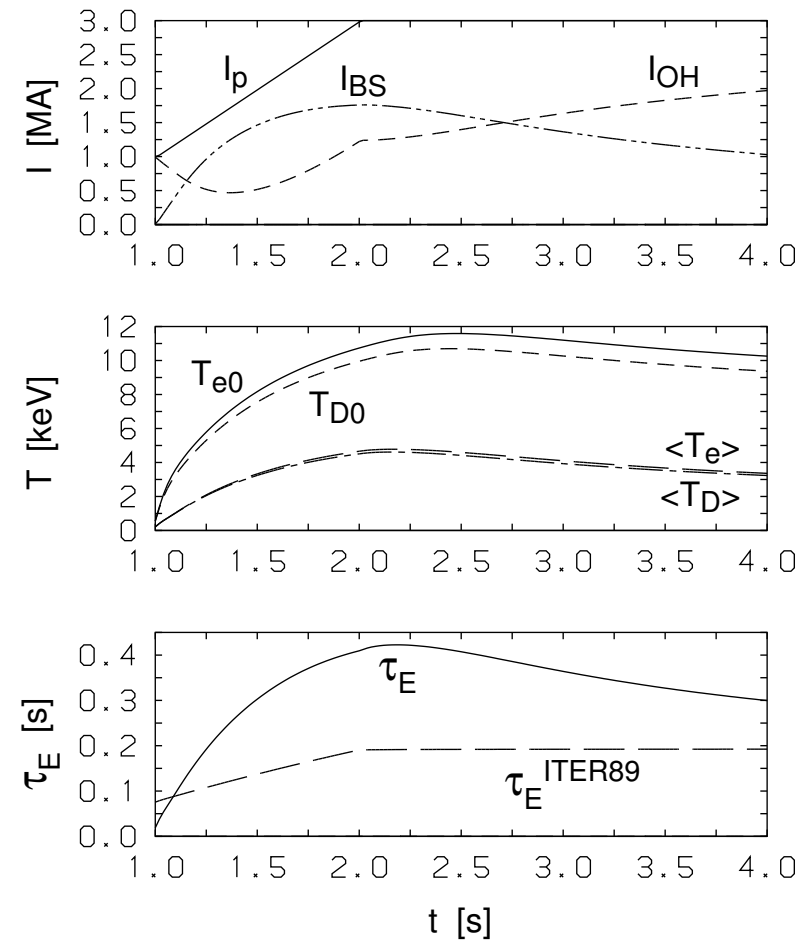 3.0
2.5
2.0
1.5
1.0
0.5
0.0
I [MA]
I_p
I_BS
I_OH
1.0 1.5 2.0 2.5 3.0 3.5 4.0
12
10
8
6
4
2
0
T [keV]
T_e0
T_D0
<T_e>
<T_D>
1.0 1.5 2.0 2.5 3.0 3.5 4.0
0.4
0.3
0.2
0.1
0.0
τ_E [s]
τ_E
τ_E^ITER89
1.0 1.5 2.0 2.5 3.0 3.5 4.0
t [s]